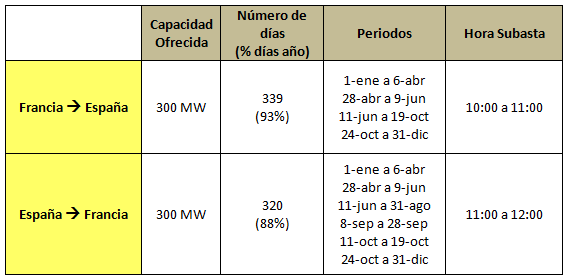 Capacidad
Ofrecida
Número de
días
(% días año)
Periodos
Hora Subasta
Francia → España
300 MW
339
(93%)
1-ene a 6-abr
28-abr a 9-jun
11-jun a 19-oct
24-oct a 31-dic
10:00 a 11:00
España → Francia
300 MW
320
(88%)
1-ene a 6-abr
28-abr a 9-jun
11-jun a 31-ago
8-sep a 28-sep
11-oct a 19-oct
24-oct a 31-dic
11:00 a 12:00